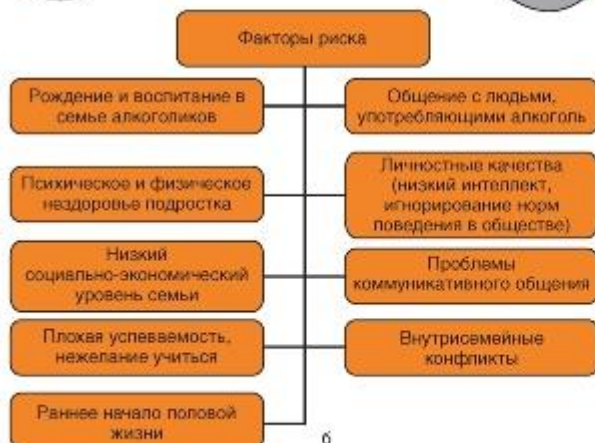 Факторы риска
Рождение и воспитание в
семье алкоголиков
Общение с людьми,
употребляющими алкоголь
Психическое и физическое
нездоровье подростка
Личностные качества
(низкий интеллект,
игнорирование норм
поведения в обществе)
Низкий
социально-экономический
уровень семьи
Проблемы
коммуникативного общения
Плохая успеваемость,
нежелание учиться
Внутрисемейные
конфликты
Раннее начало половой
жизни
б